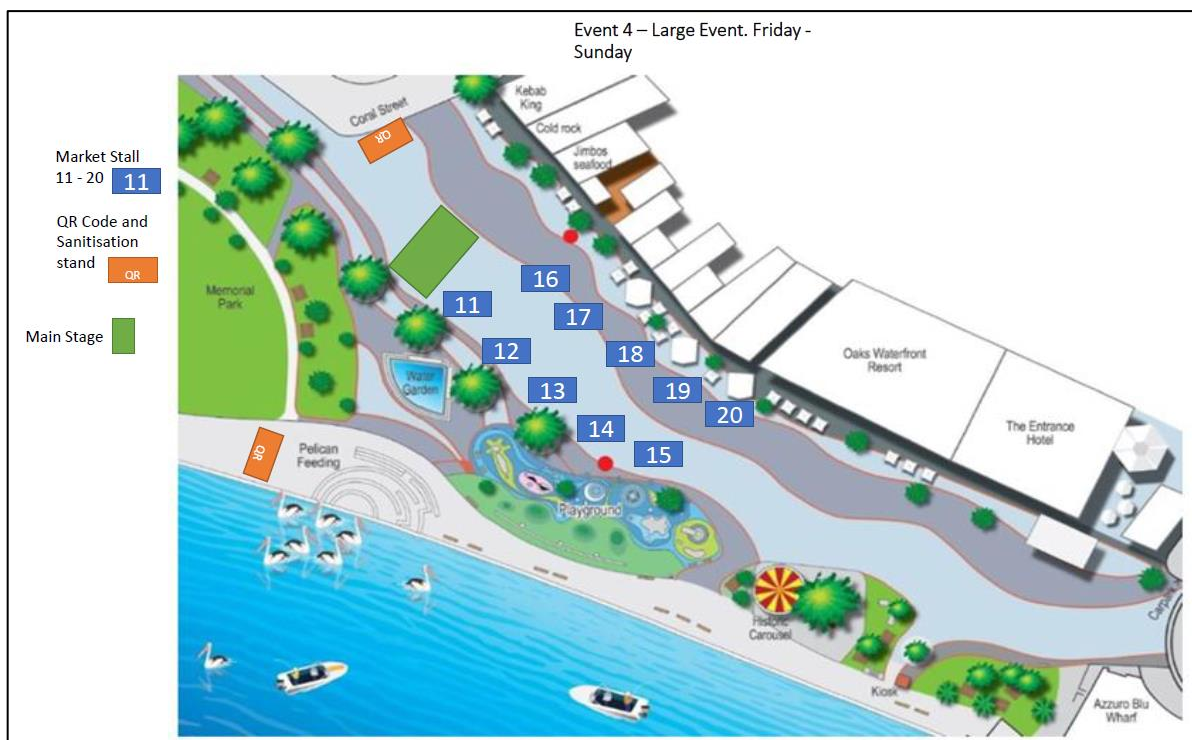 Event 4 – Large Event. Friday -
Sunday
Market Stall
11 - 20
11
QR Code and
Sanitisation
stand
QR
Main Stage
Coral Street
QR
Kebab
King
Cold rock
Jimbos
seafood
Memorial
Park
16
11
17
12
18
Oaks Waterfront
Resort
Water
Garden
13
19
20
14
The Entrance
Hotel
15
QR
Pelican
Feeding
Playground
Historic
Carousel
Kiosk
Azzuro Blu
Wharf